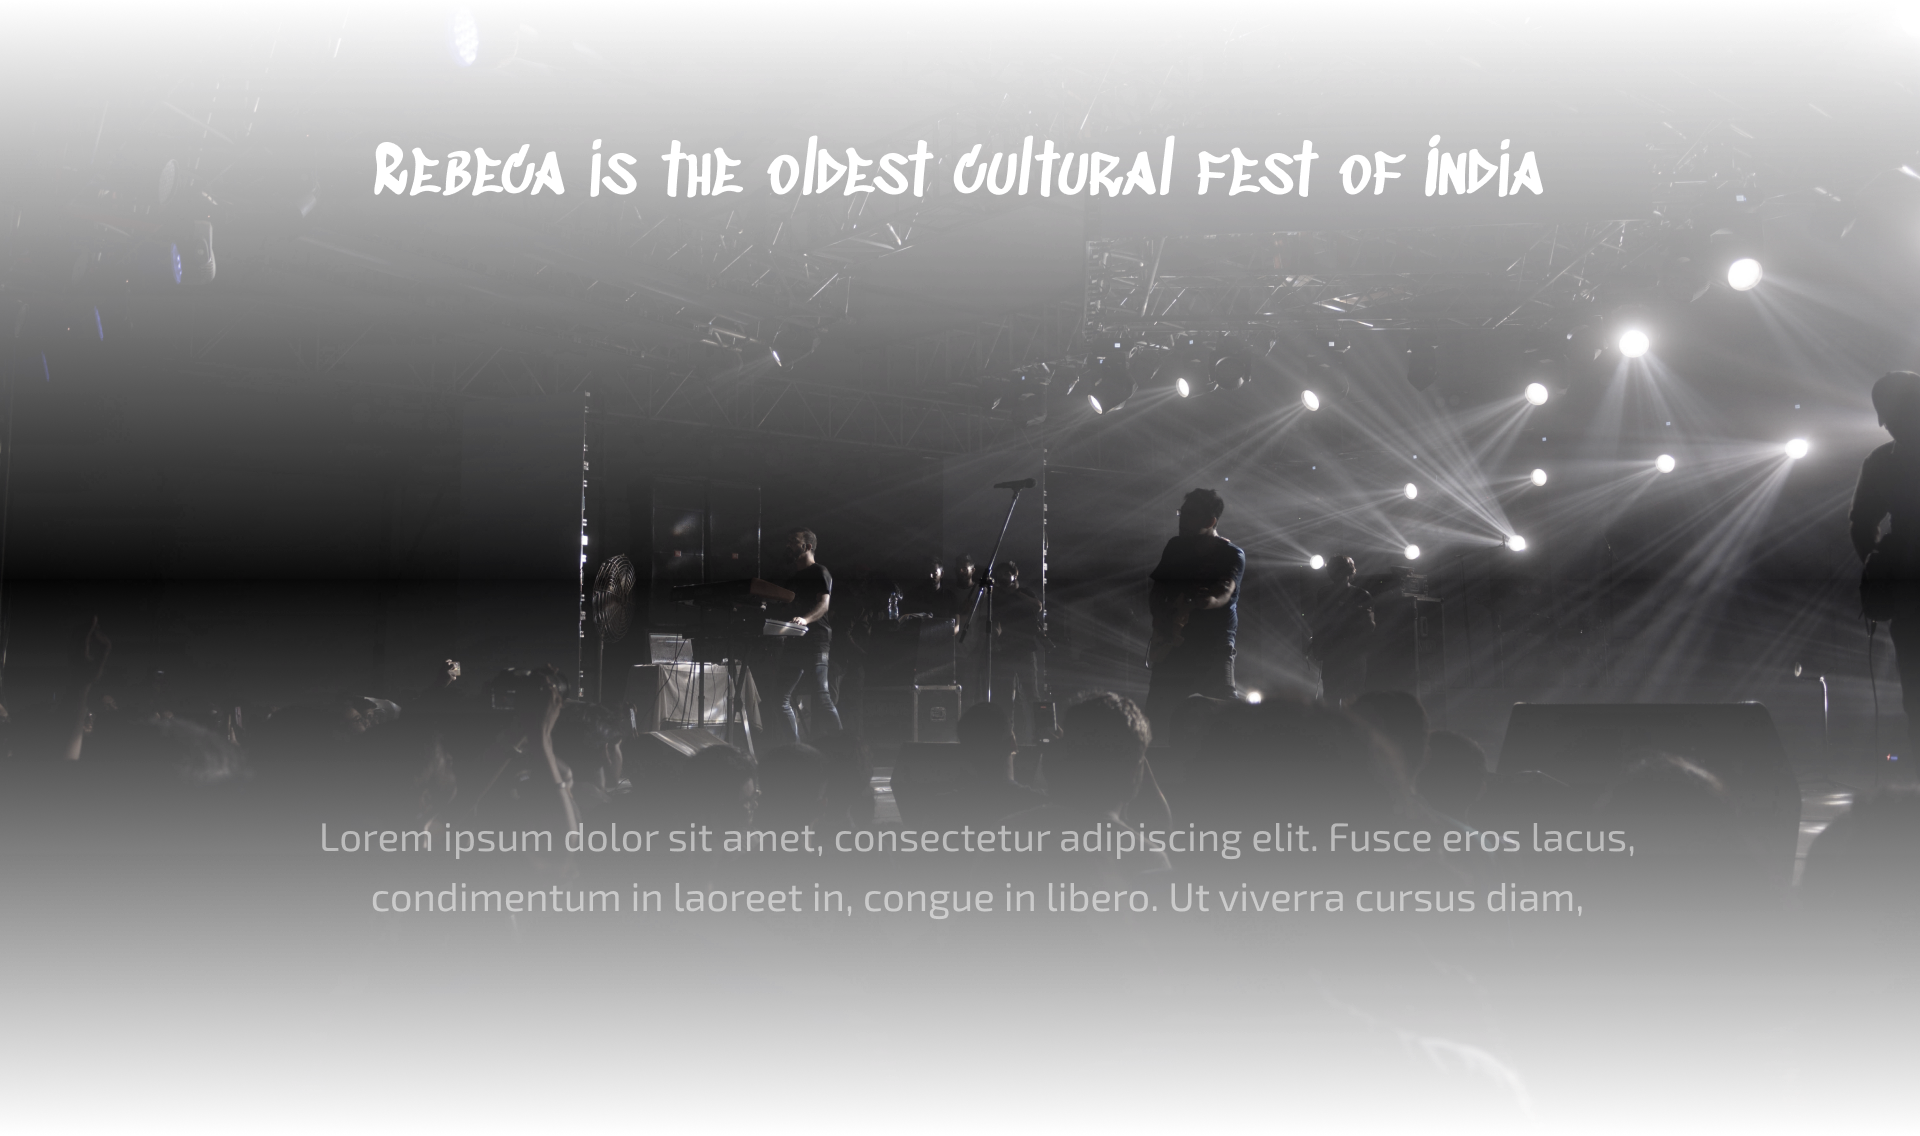 Rebeca is the oldest cultural fest of india
Lorem ipsum dolor sit amet, consectetur adipiscing elit. Fusce eros lacus,
condimentum in laoreet in, congue in libero. Ut viverra cursus diam,